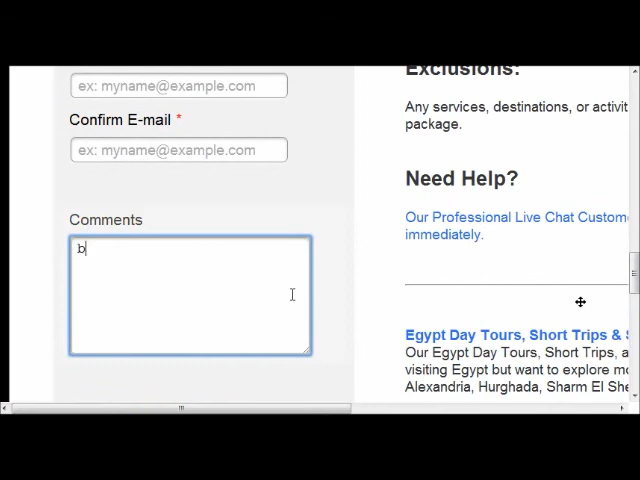 ex: myname@example.com
Confirm E-mail *
ex: myname@example.com
Comments
b
Exclusions:
Any services, destinations, or activit
package.
Need Help?
Our Professional Live Chat Custome
immediately.
Egypt Day Tours, Short Trips & S
Our Egypt Day Tours, Short Trips, a
visiting Egypt but want to explore mo
Alexandria, Hurghada, Sharm El She